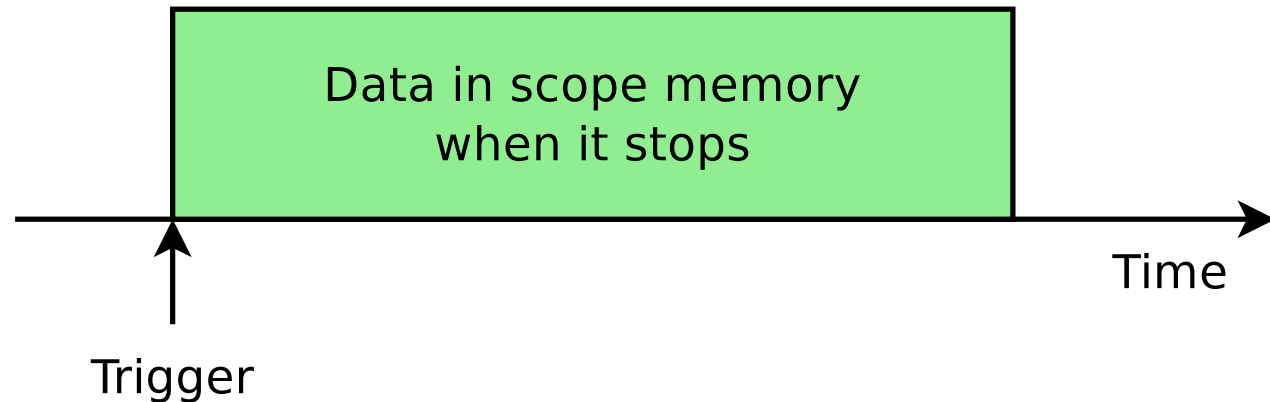 Data in scope memory
when it stops
Time
Trigger